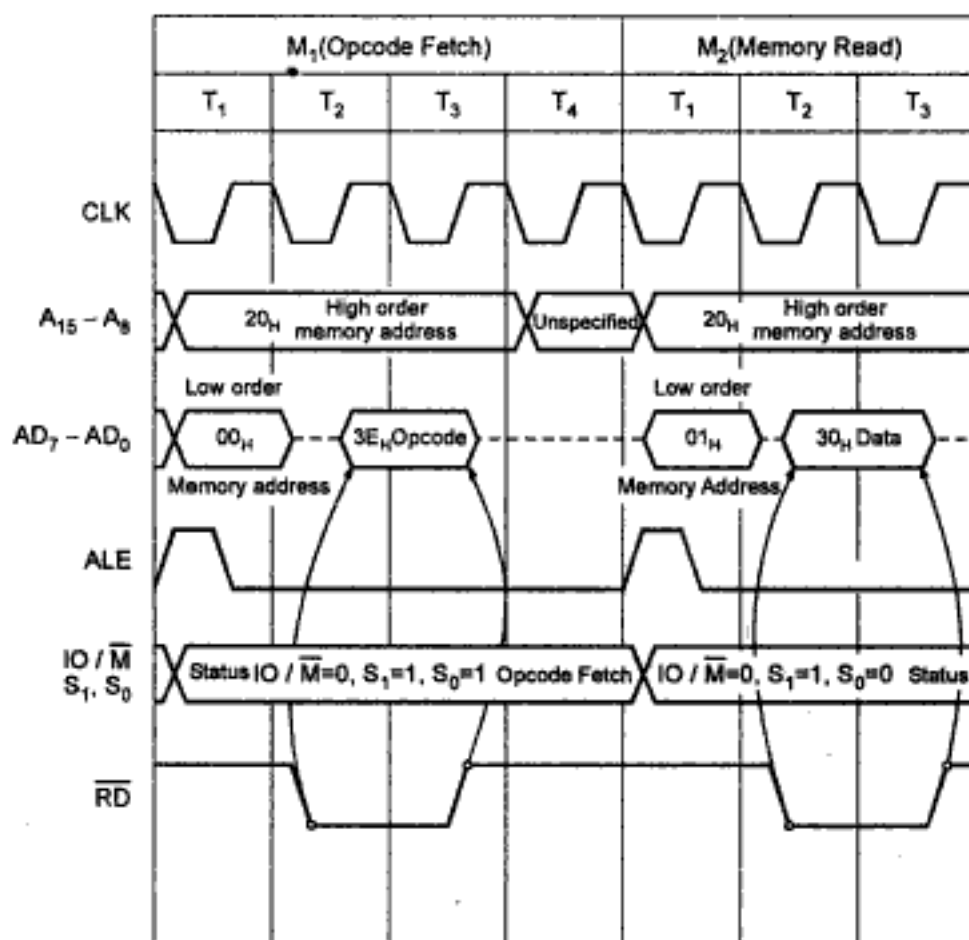 M₁(Opcode Fetch) M₂(Memory Read)
T₁ T₂ T₃ T₄ T₁ T₂ T₃
CLK
A₁₅ – A₈ 20H High order memory address Unspecified 20H High order memory address
Low order Low order
AD₇ – AD₀ 00H 3EH Opcode 01H 30H Data
Memory address Memory Address
ALE
IO / M̅ S₁, S₀ Status IO / M̅=0, S₁=1, S₀=1 Opcode Fetch IO / M̅=0, S₁=1, S₀=0 Status
R̅D̅